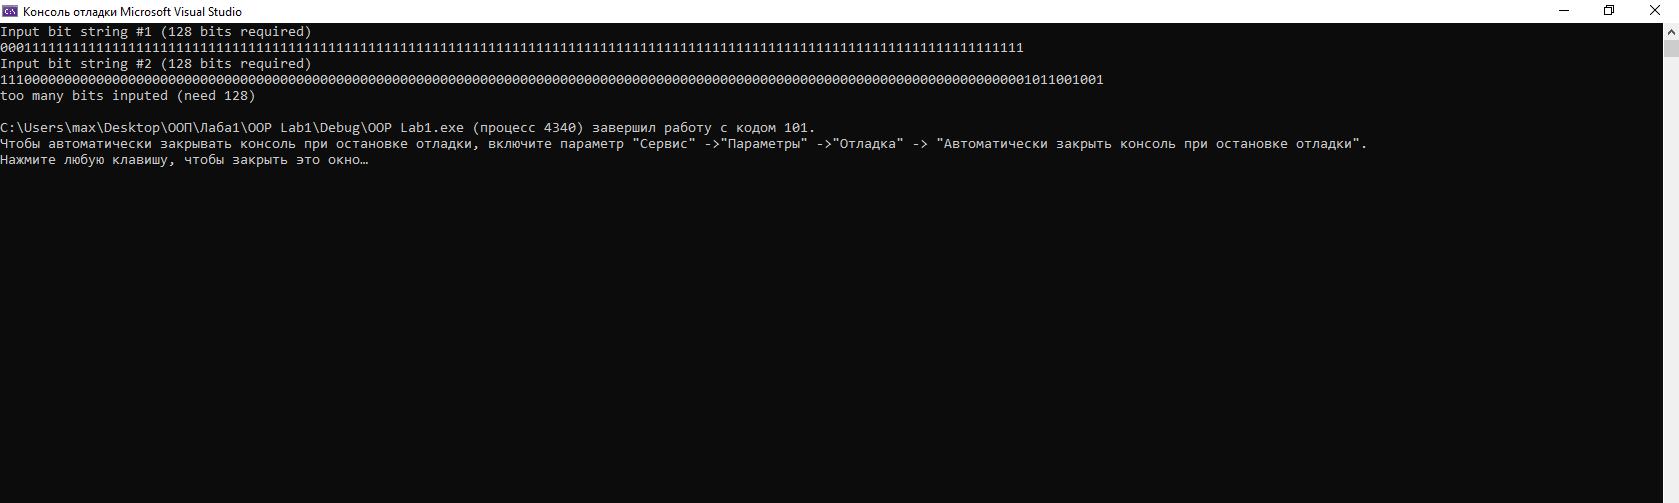 Консоль отладки Microsoft Visual Studio
Input bit string #1 (128 bits required)
00011111111111111111111111111111111111111111111111111111111111111111111111111111111111111111111111111111111111111111111111111111
Input bit string #2 (128 bits required)
111000000000000000000000000000000000000000000000000000000000000000000000000000000000000000000000000000000000000000000000000000001011001001
too many bits inputed (need 128)
C:\Users\max\Desktop\ООП\Лаба1\OOP Lab1\Debug\OOP Lab1.exe (процесс 4340) завершил работу с кодом 101.
Чтобы автоматически закрывать консоль при остановке отладки, включите параметр "Сервис" ->"Параметры" ->"Отладка" -> "Автоматически закрыть консоль при остановке отладки".
Нажмите любую клавишу, чтобы закрыть это окно…